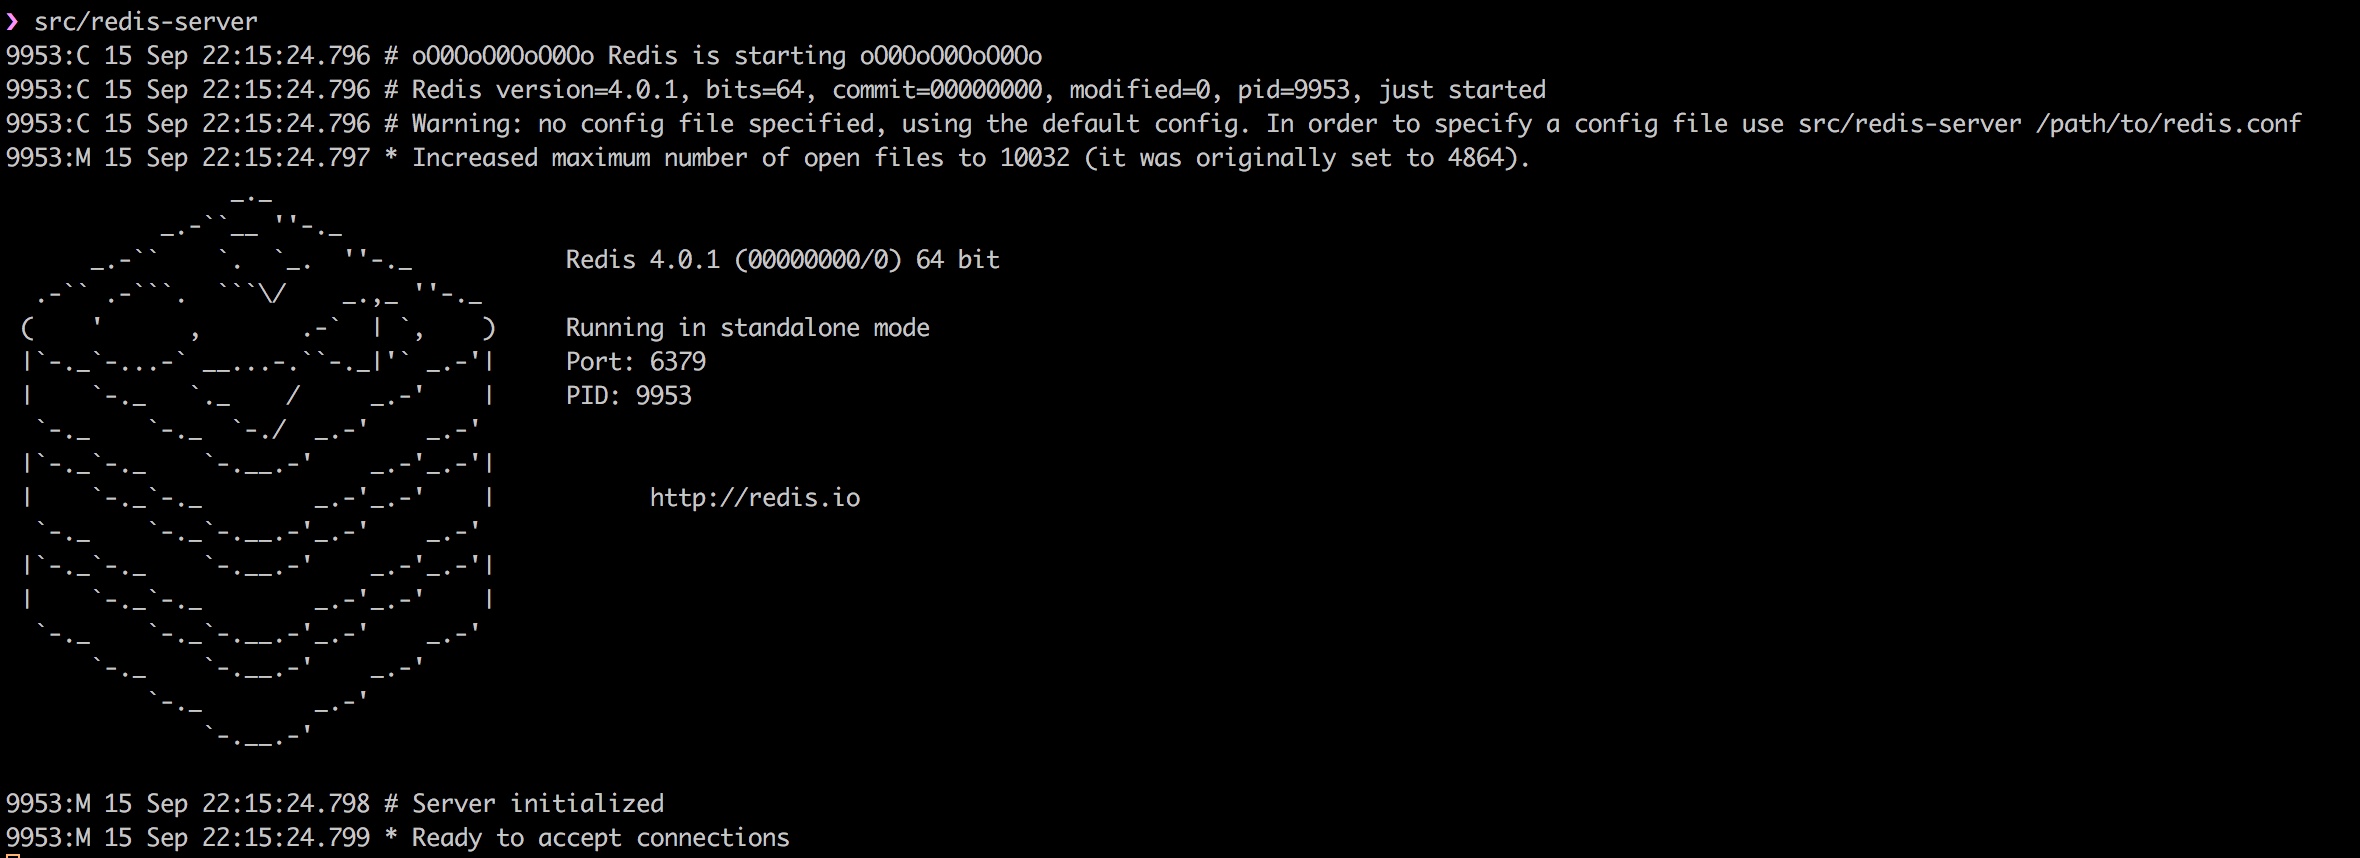 ❯ src/redis-server
9953:C 15 Sep 22:15:24.796 # oO0OoO0OoO0Oo Redis is starting oO0OoO0OoO0Oo
9953:C 15 Sep 22:15:24.796 # Redis version=4.0.1, bits=64, commit=00000000, modified=0, pid=9953, just started
9953:C 15 Sep 22:15:24.796 # Warning: no config file specified, using the default config. In order to specify a config file use src/redis-server /path/to/redis.conf
9953:M 15 Sep 22:15:24.797 * Increased maximum number of open files to 10032 (it was originally set to 4864).
Redis 4.0.1 (00000000/0) 64 bit
Running in standalone mode
Port: 6379
PID: 9953
http://redis.io
9953:M 15 Sep 22:15:24.798 # Server initialized
9953:M 15 Sep 22:15:24.799 * Ready to accept connections